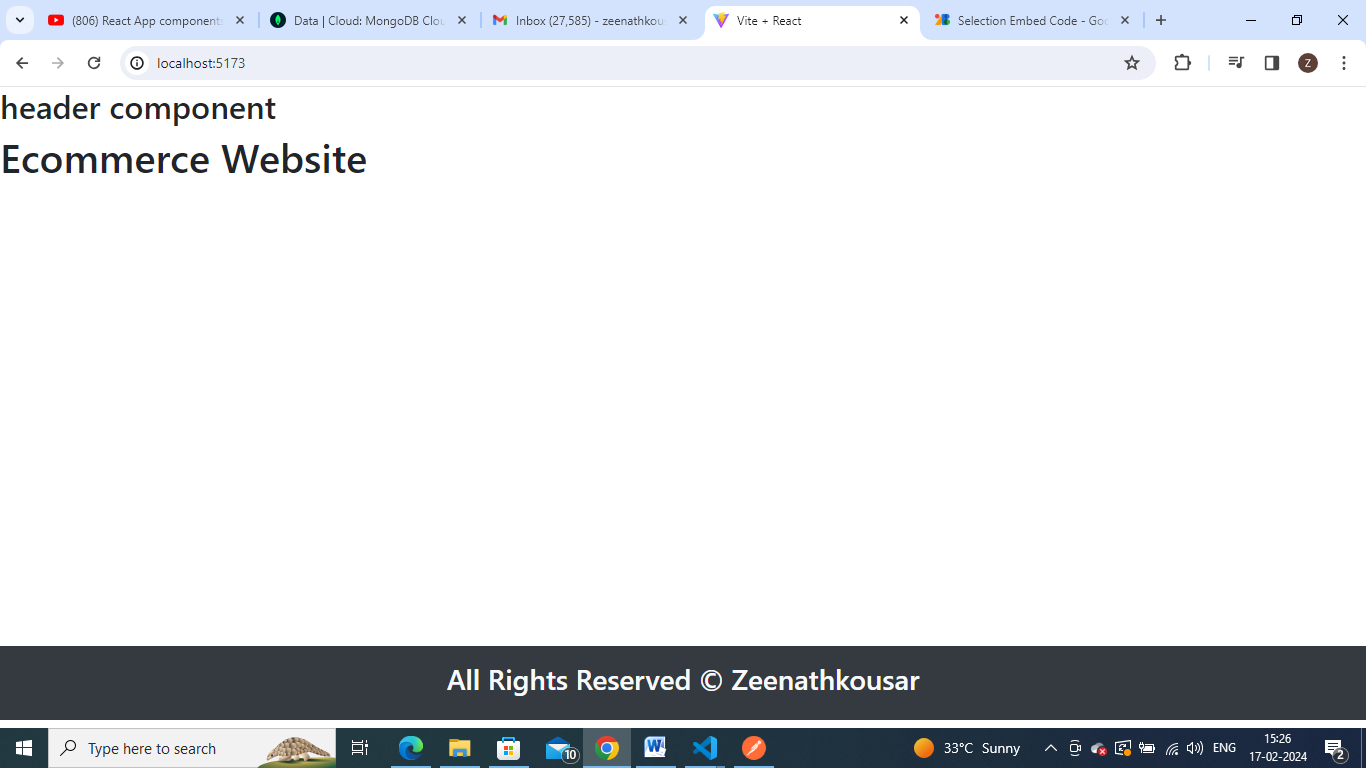 (806) React App component
Data | Cloud: MongoDB Clou
Inbox (27,585) - zeenathkous
Vite + React
Selection Embed Code - Goo
localhost:5173
Z
header component
Ecommerce Website
All Rights Reserved © Zeenathkousar
Type here to search
10
W
33°C Sunny
ENG
15:26
17-02-2024
2